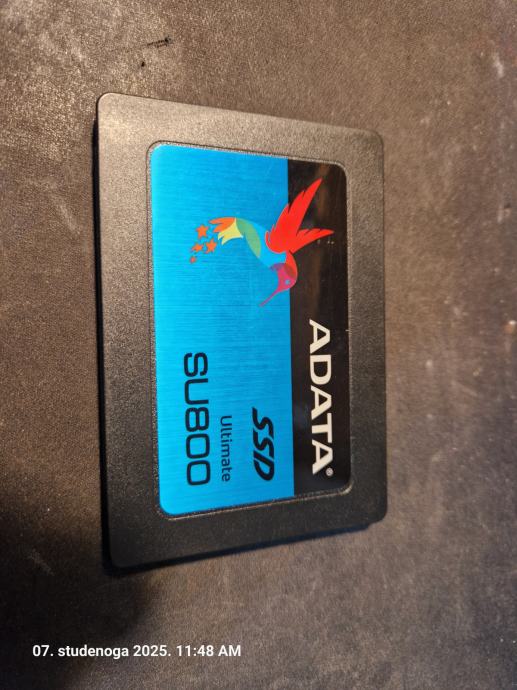 ADATA®
SSD
Ultimate
SU800
07. studenoga 2025. 11:48 AM